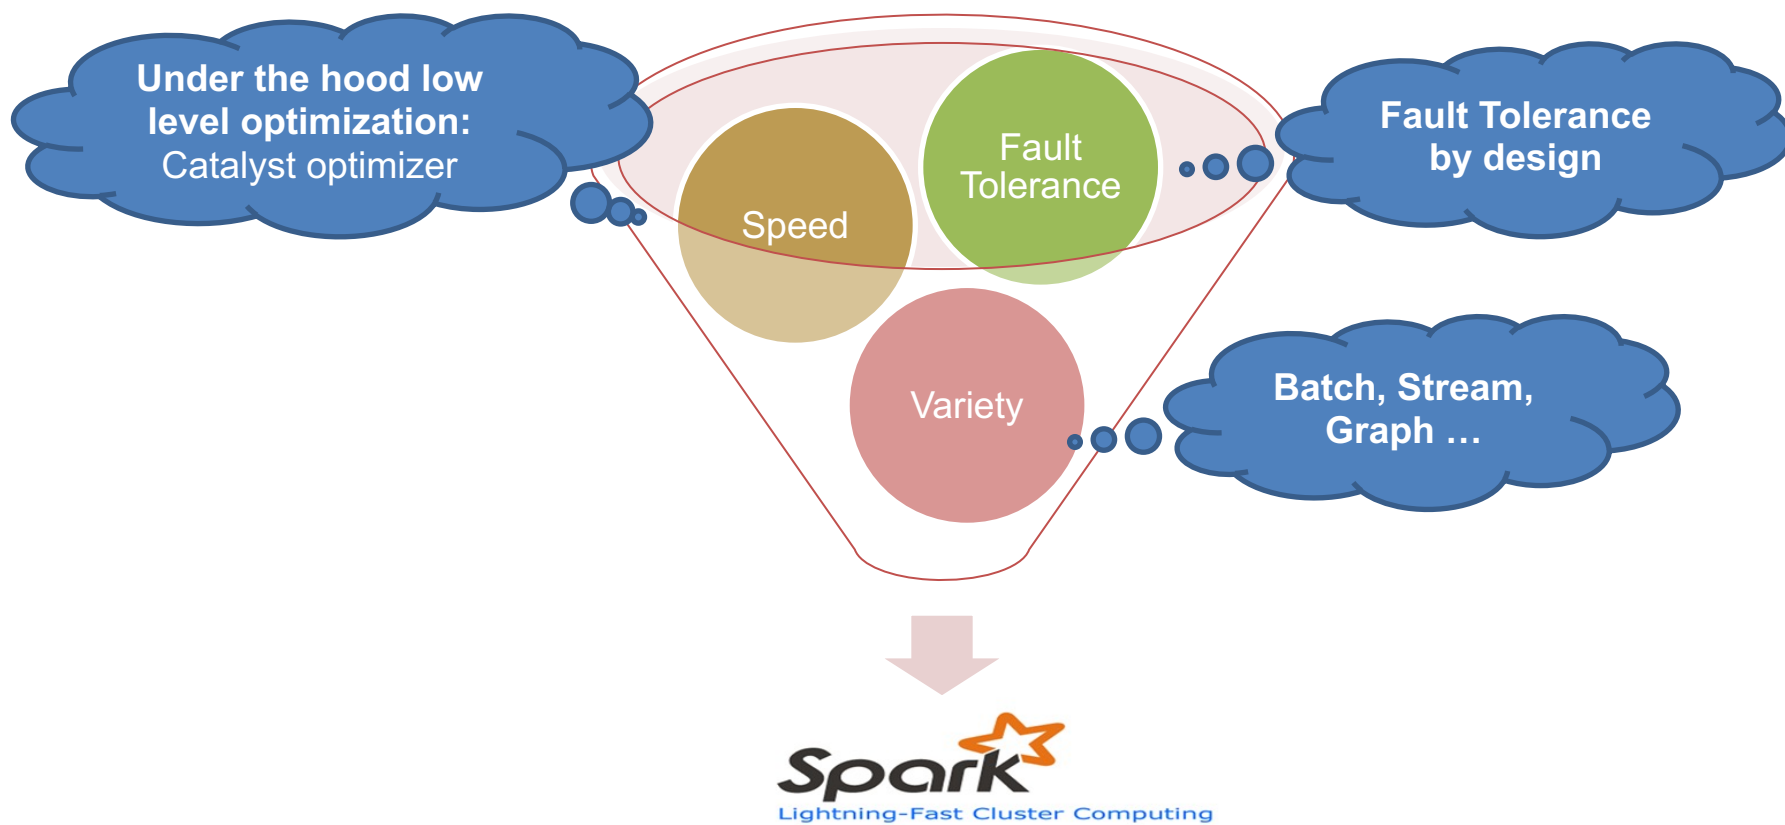 Under the hood low
level optimization:
Catalyst optimizer
Speed
Fault
Tolerance
Fault Tolerance
by design
Variety
Batch, Stream,
Graph …
Spark
Lightning-Fast Cluster Computing